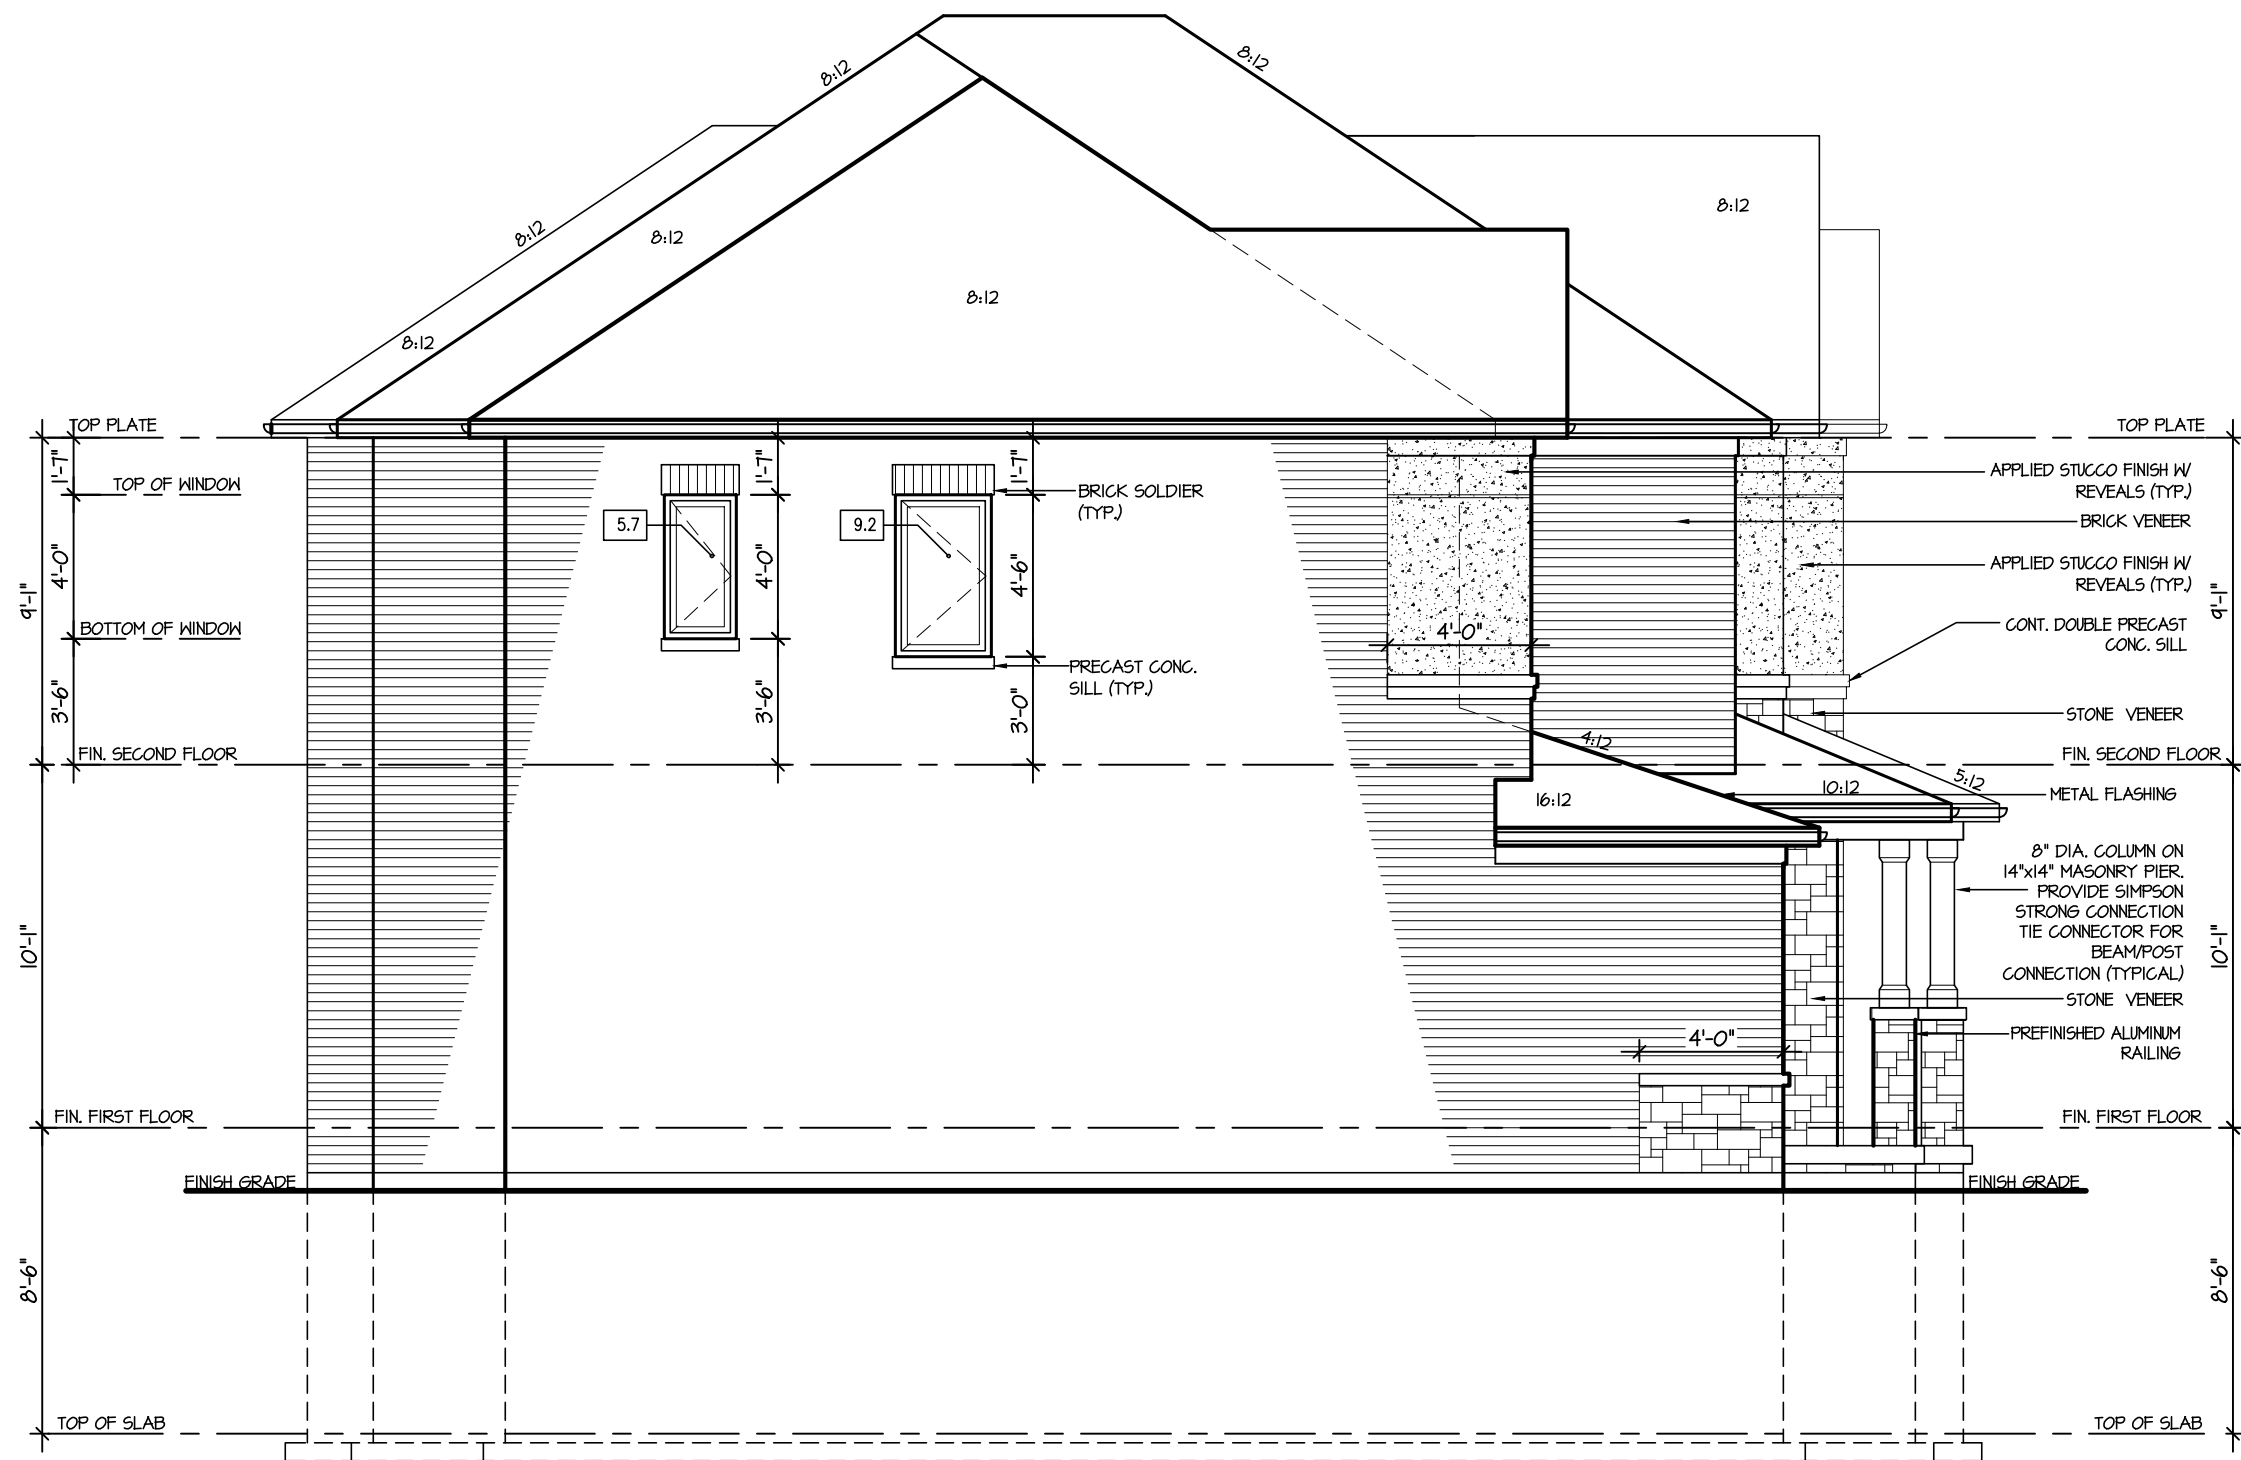 8:12
8:12
8:12
8:12
8:12
8:12
8:12
TOP PLATE
TOP OF WINDOW
BOTTOM OF WINDOW
FIN. SECOND FLOOR
FIN. FIRST FLOOR
FINISH GRADE
TOP OF SLAB
1'-7"
4'-0"
3'-6"
9'-1"
10'-1"
8'-6"
5.7
9.2
1'-7"
4'-0"
3'-6"
1'-7"
4'-6"
3'-0"
BRICK SOLDIER
(TYP.)
PRECAST CONC.
SILL (TYP.)
4'-0"
4:12
16:12
10:12
5:12
4'-0"
TOP PLATE
APPLIED STUCCO FINISH W/
REVEALS (TYP.)
BRICK VENEER
APPLIED STUCCO FINISH W/
REVEALS (TYP.)
CONT. DOUBLE PRECAST
CONC. SILL
STONE VENEER
FIN. SECOND FLOOR
METAL FLASHING
8" DIA. COLUMN ON
14"x14" MASONRY PIER.
PROVIDE SIMPSON
STRONG CONNECTION
TIE CONNECTOR FOR
BEAM/POST
CONNECTION (TYPICAL)
STONE VENEER
PREFINISHED ALUMINUM
RAILING
FIN. FIRST FLOOR
FINISH GRADE
TOP OF SLAB
9'-1"
10'-1"
8'-6"